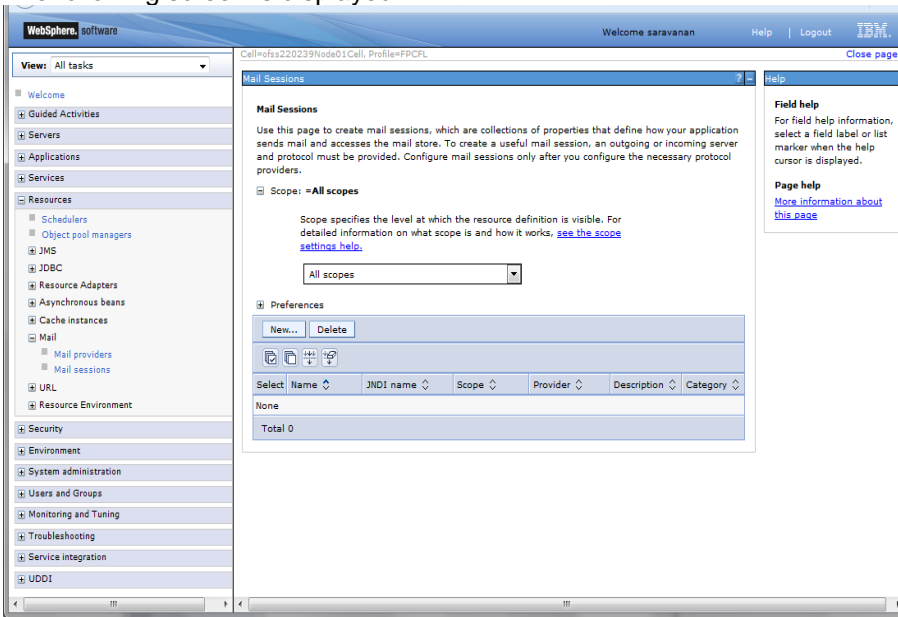 WebSphere. software
Welcome saravanan
Help | Logout
IBM.
View: All tasks
Cell=ofss220239Node01Cell, Profile=FPCFL
Close page
Welcome
Guided Activities
Servers
Applications
Services
Resources
Schedulers
Object pool managers
JMS
JDBC
Resource Adapters
Asynchronous beans
Cache instances
Mail
Mail providers
Mail sessions
URL
Resource Environment
Security
Environment
System administration
Users and Groups
Monitoring and Tuning
Troubleshooting
Service integration
UDDI
Mail Sessions
? -
Mail Sessions
Use this page to create mail sessions, which are collections of properties that define how your application
sends mail and accesses the mail store. To create a useful mail session, an outgoing or incoming server
and protocol must be provided. Configure mail sessions only after you configure the necessary protocol
providers.
Scope: =All scopes
Scope specifies the level at which the resource definition is visible. For
detailed information on what scope is and how it works, see the scope
settings help.
All scopes
Preferences
New... Delete
Select Name JNDI name Scope Provider Description Category
None
Total 0
Help
Field help
For field help information,
select a field label or list
marker when the help
cursor is displayed.
Page help
More information about
this page